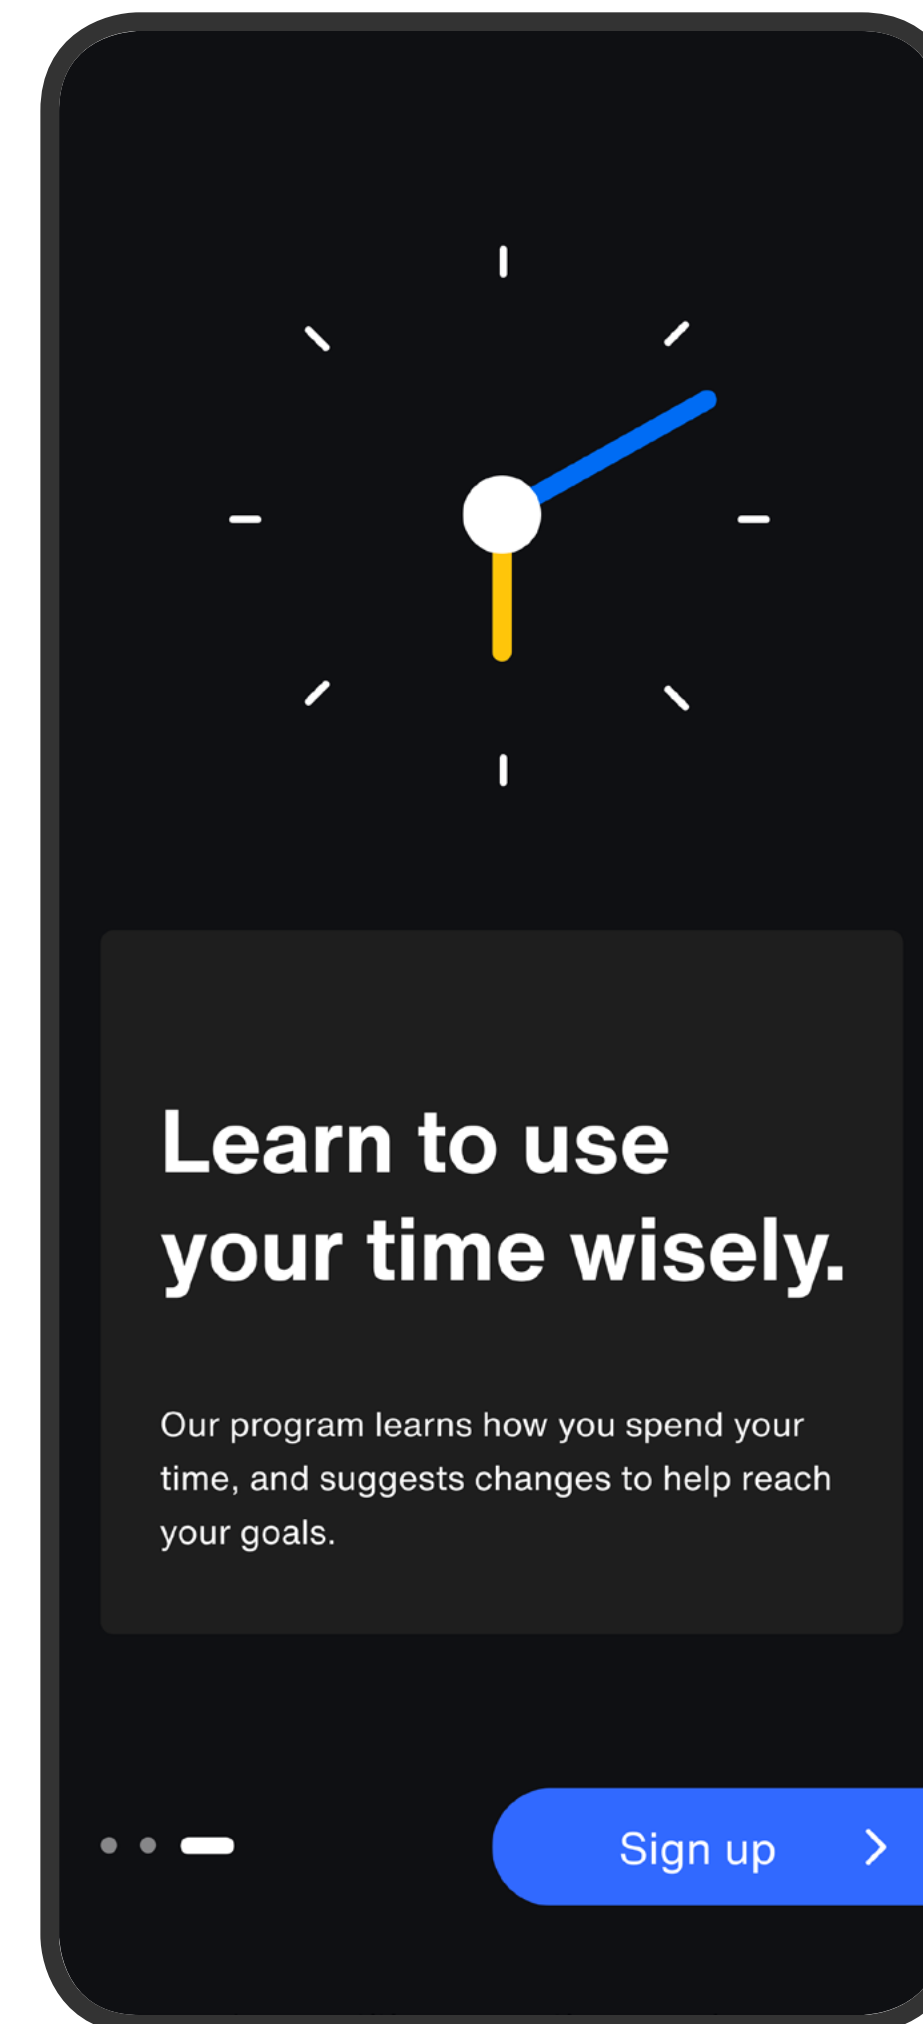 Learn to use
your time wisely.
Our program learns how you spend your
time, and suggests changes to help reach
your goals.
Sign up